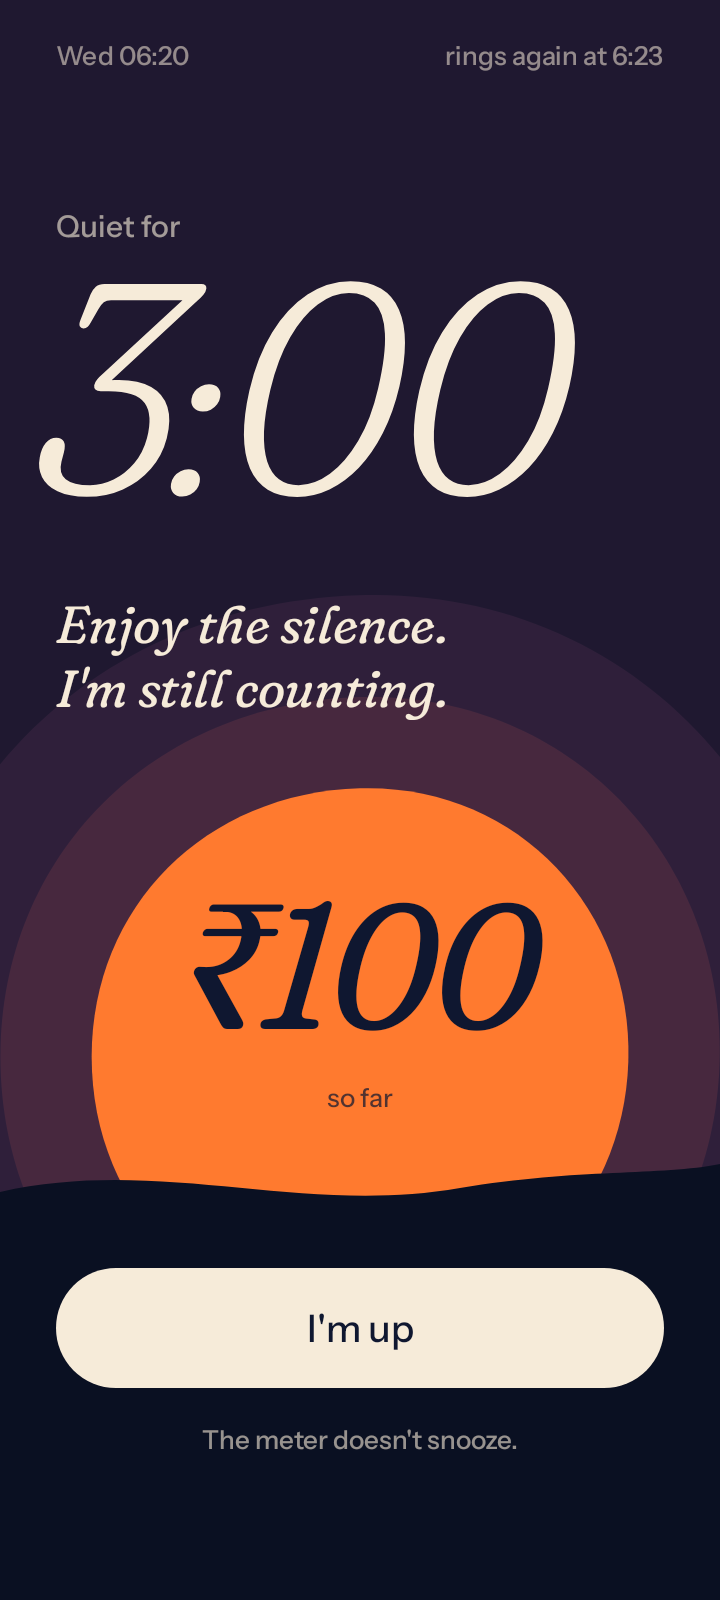 Wed 06:20
rings again at 6:23
Quiet for
3:00
Enjoy the silence.
I'm still counting.
₹100
so far
I'm up
The meter doesn't snooze.